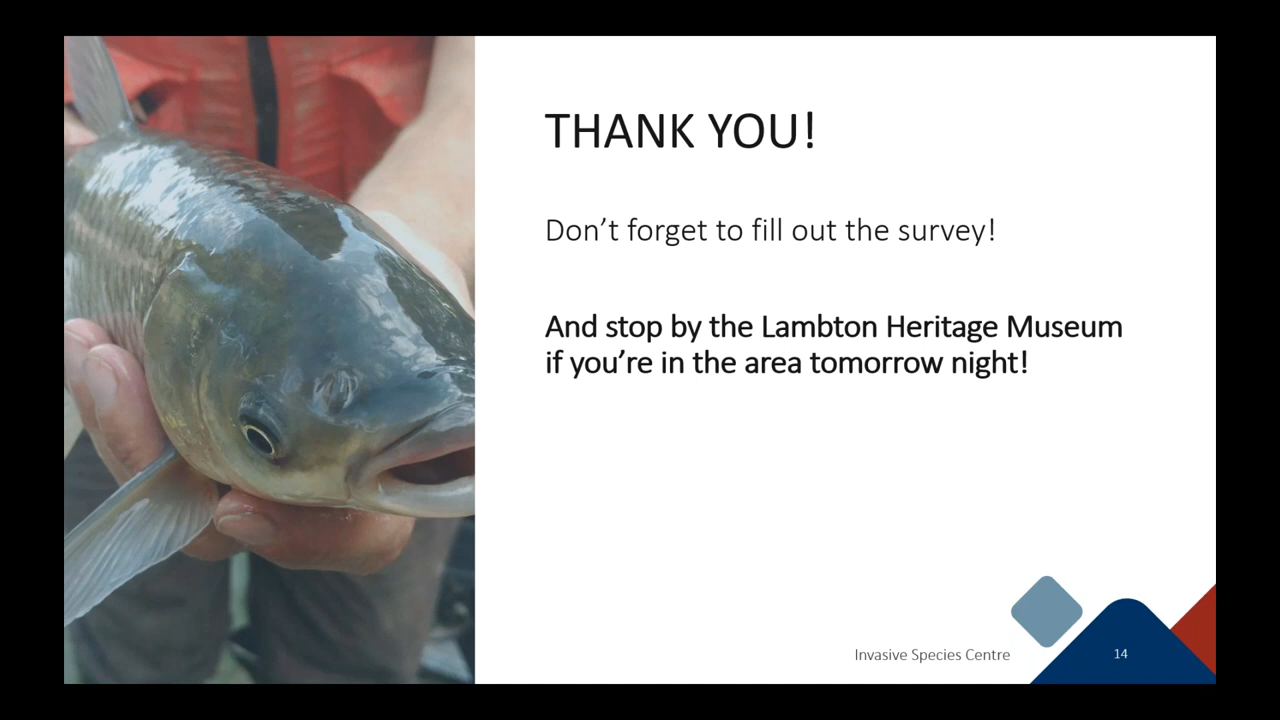 THANK YOU!
Don’t forget to fill out the survey!
And stop by the Lambton Heritage Museum
if you’re in the area tomorrow night!
Invasive Species Centre
14